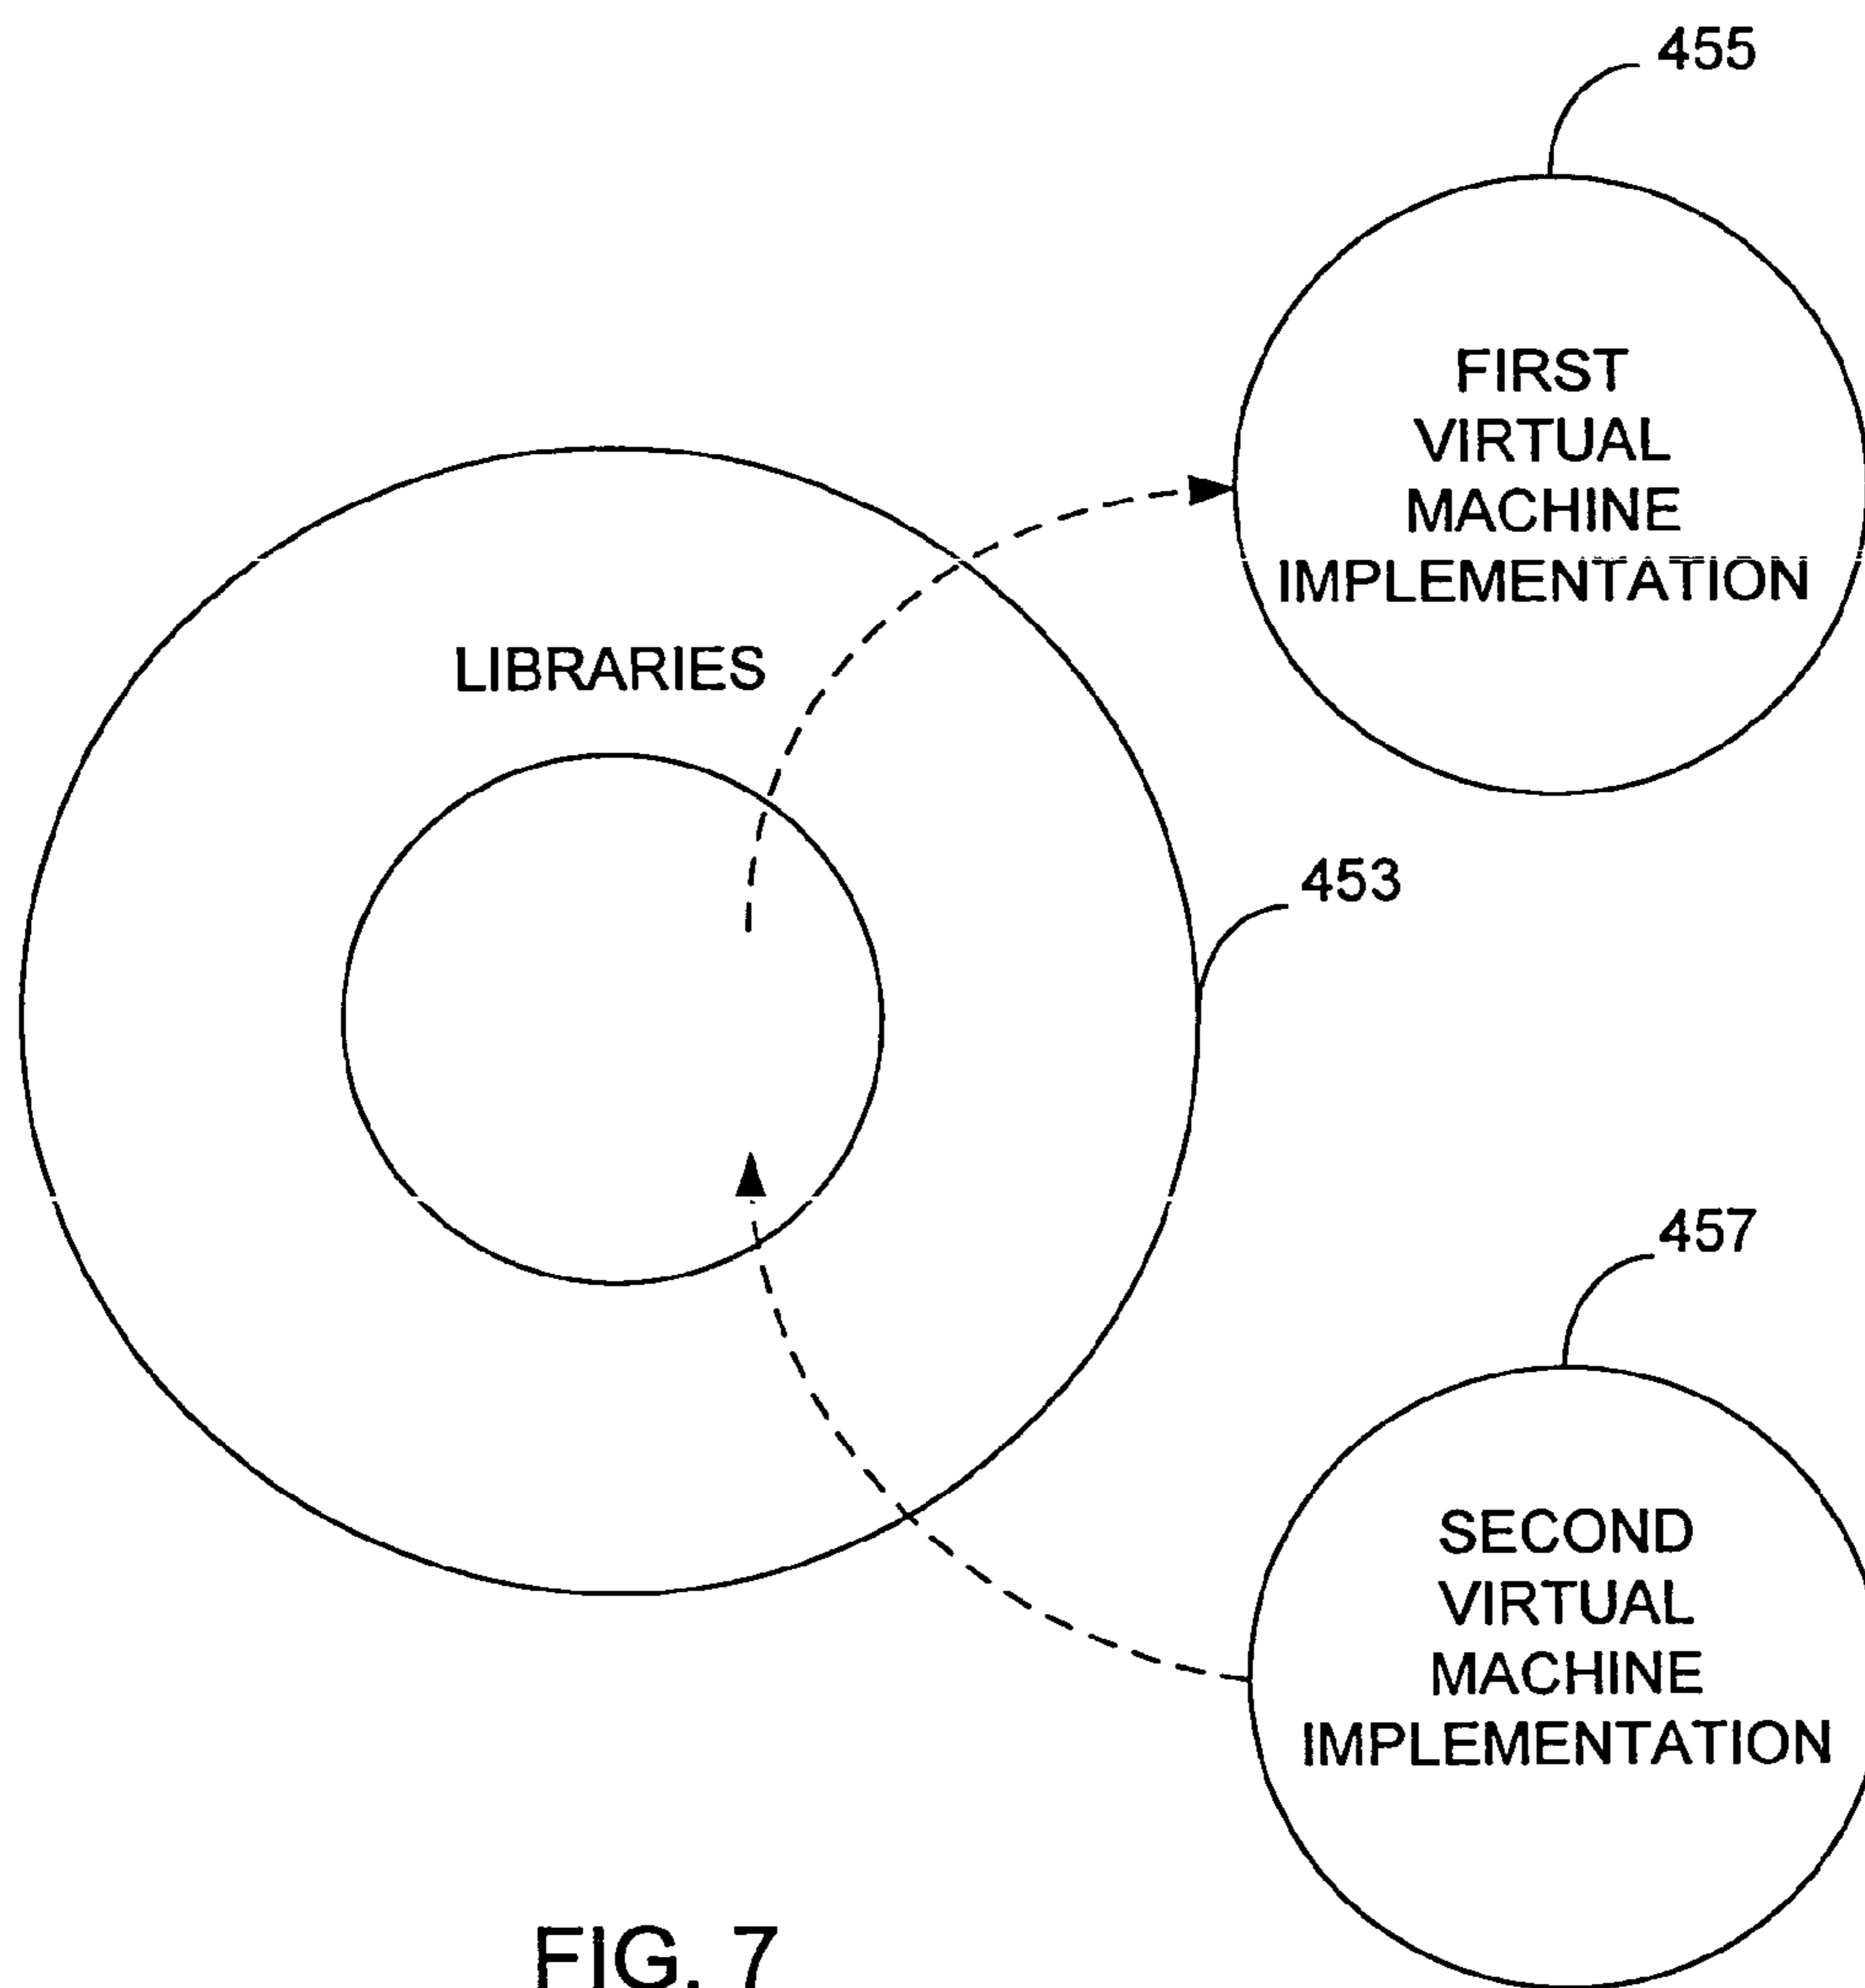 455
FIRST
VIRTUAL
MACHINE
IMPLEMENTATION
LIBRARIES
453
457
SECOND
VIRTUAL
MACHINE
IMPLEMENTATION
FIG. 7